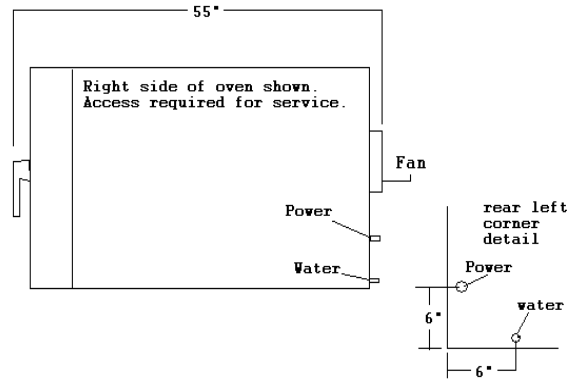 55"
Right side of oven shown.
Access required for service.
Fan
Power
Water
rear left
corner
detail
Power
water
6"
6"